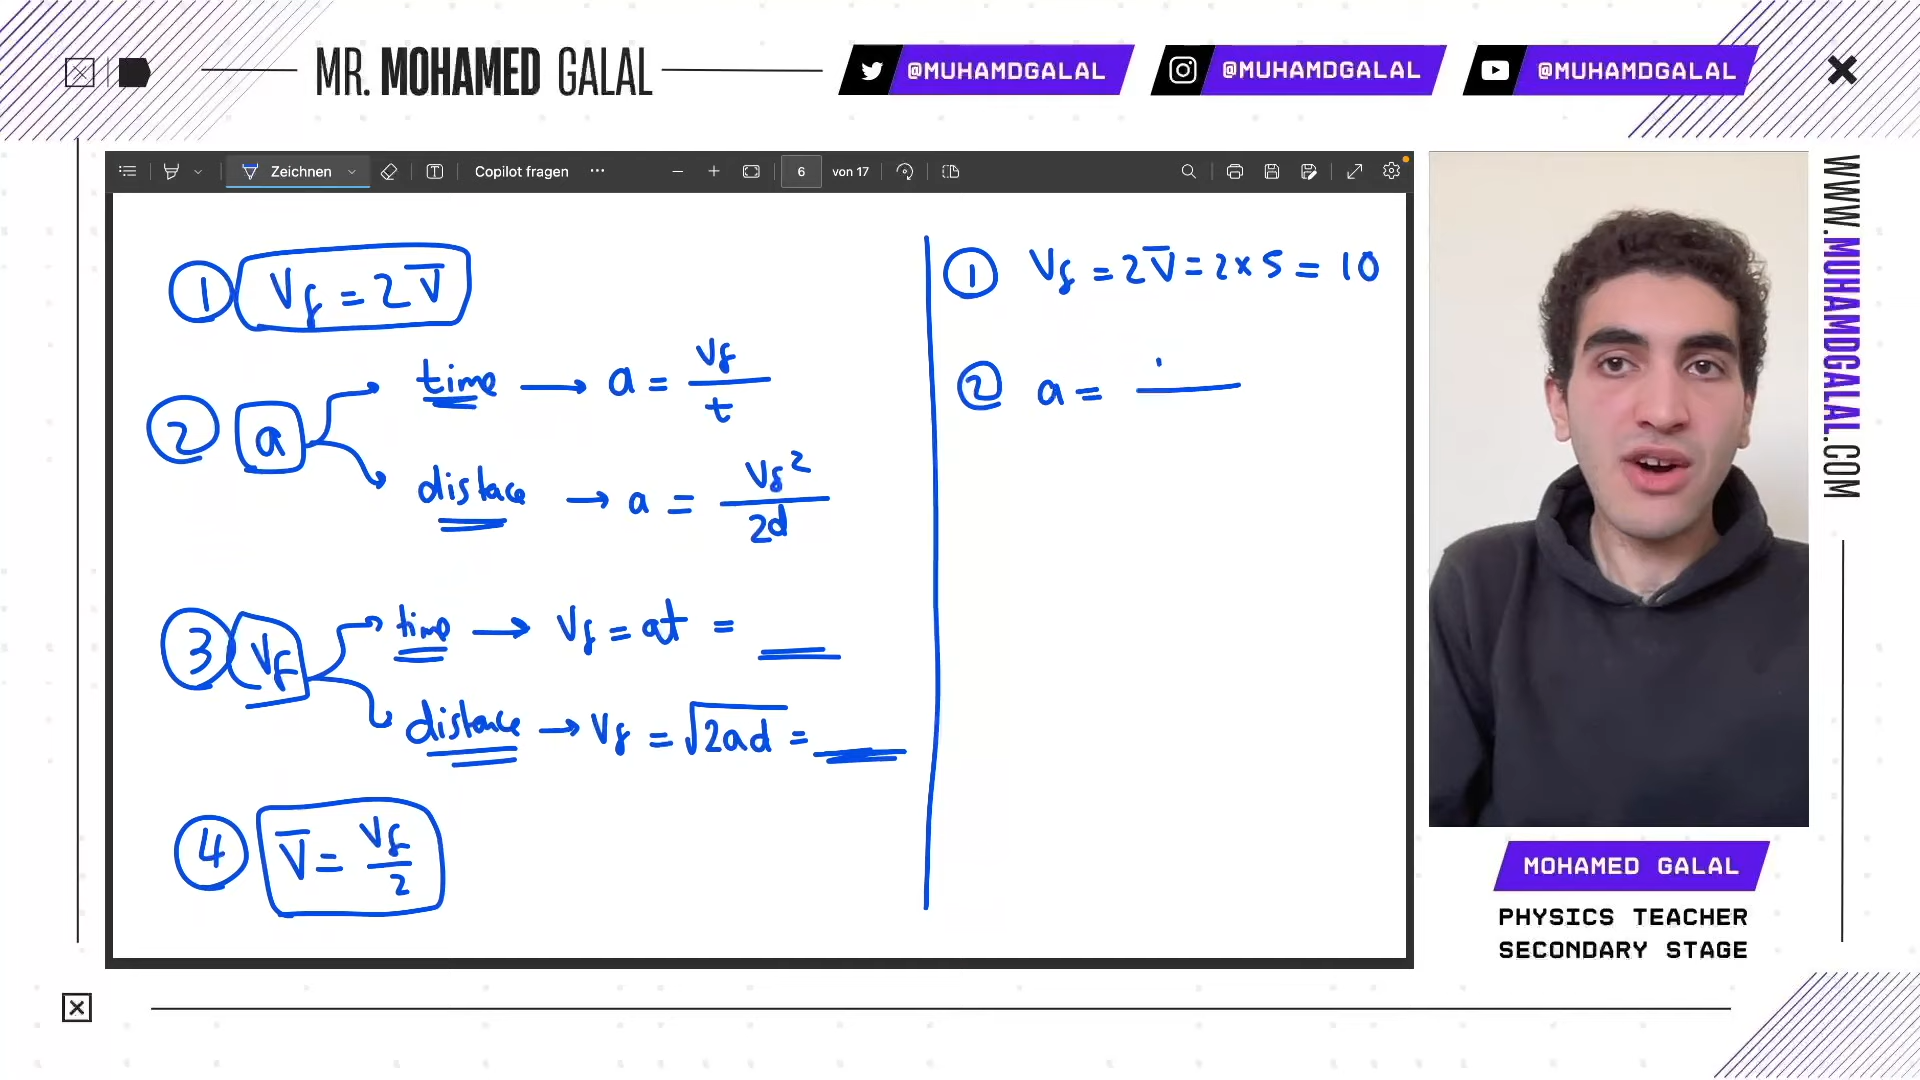 MR. MOHAMED GALAL
@MUHAMDGALAL
@MUHAMDGALAL
@MUHAMDGALAL
WWW.MUHAMDGALAL.COM
Zeichnen
Copilot fragen
6 von 17
① Vf = 2V̅
② a
time → a = Vf / t
distace → a = Vf² / 2d
③ Vf
time → Vf = at =
distance → Vf = √2ad =
④ V̅ = Vf / 2
① Vf = 2V̅ = 2 × 5 = 10
② a =
MOHAMED GALAL
PHYSICS TEACHER
SECONDARY STAGE